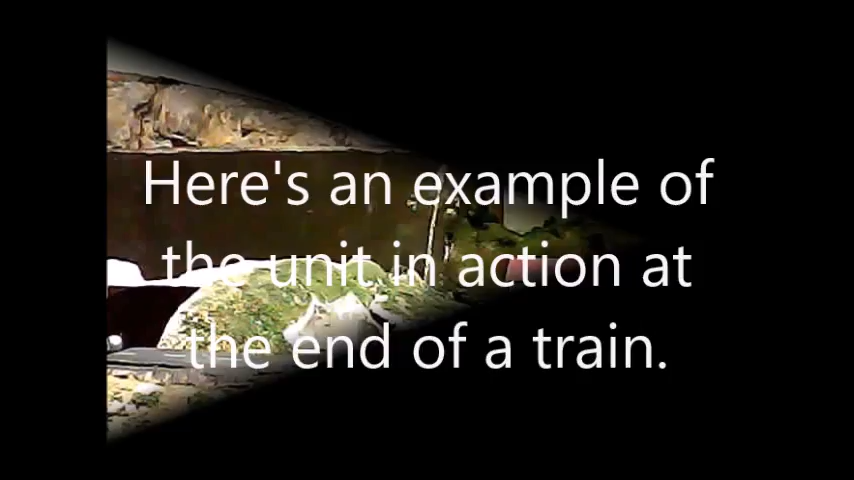 Here's an example of
the unit in action at
the end of a train.